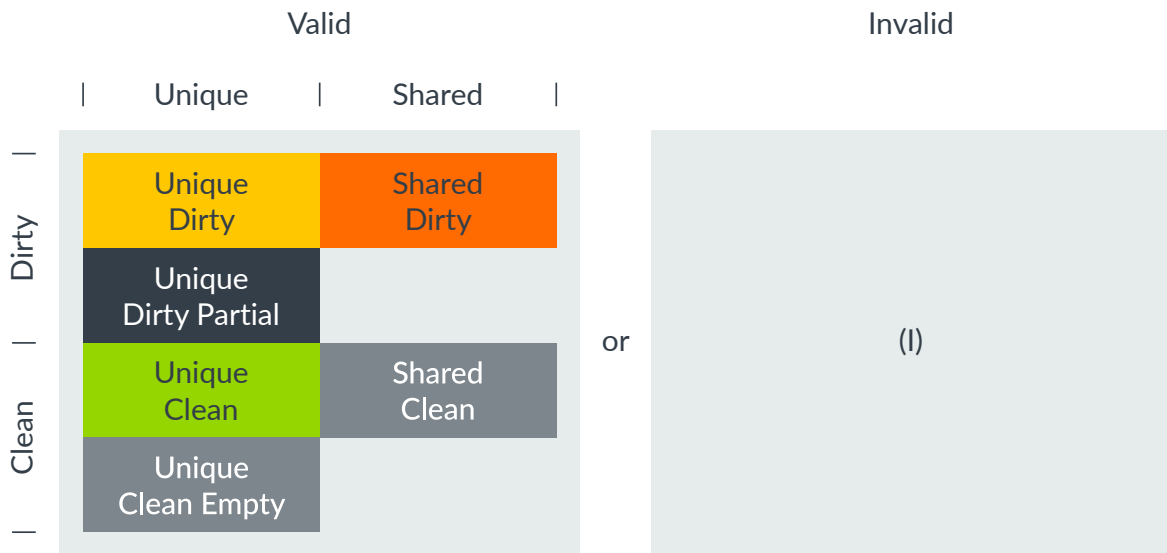 Valid
Invalid
Unique
Shared
Dirty
Unique
Dirty
Shared
Dirty
Unique
Dirty Partial
Clean
Unique
Clean
Shared
Clean
Unique
Clean Empty
or
(I)